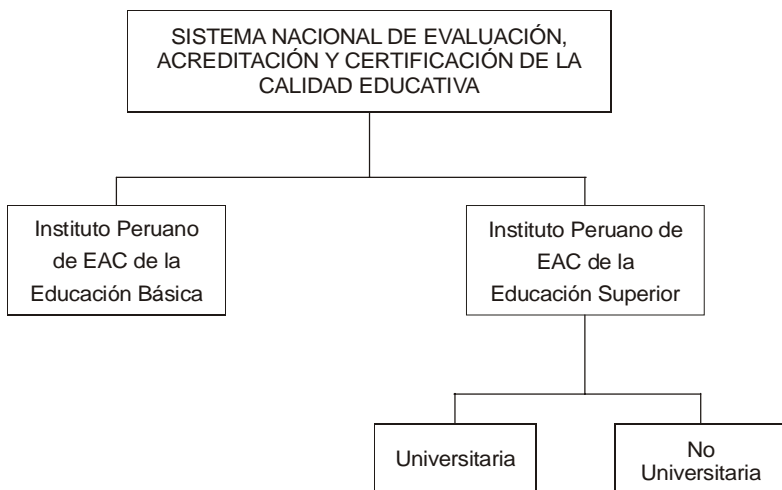 SISTEMA NACIONAL DE EVALUACIÓN,
ACREDITACIÓN Y CERTIFICACIÓN DE LA
CALIDAD EDUCATIVA
Instituto Peruano
de EAC de la
Educación Básica
Instituto Peruano de
EAC de la
Educación Superior
Universitaria
No
Universitaria